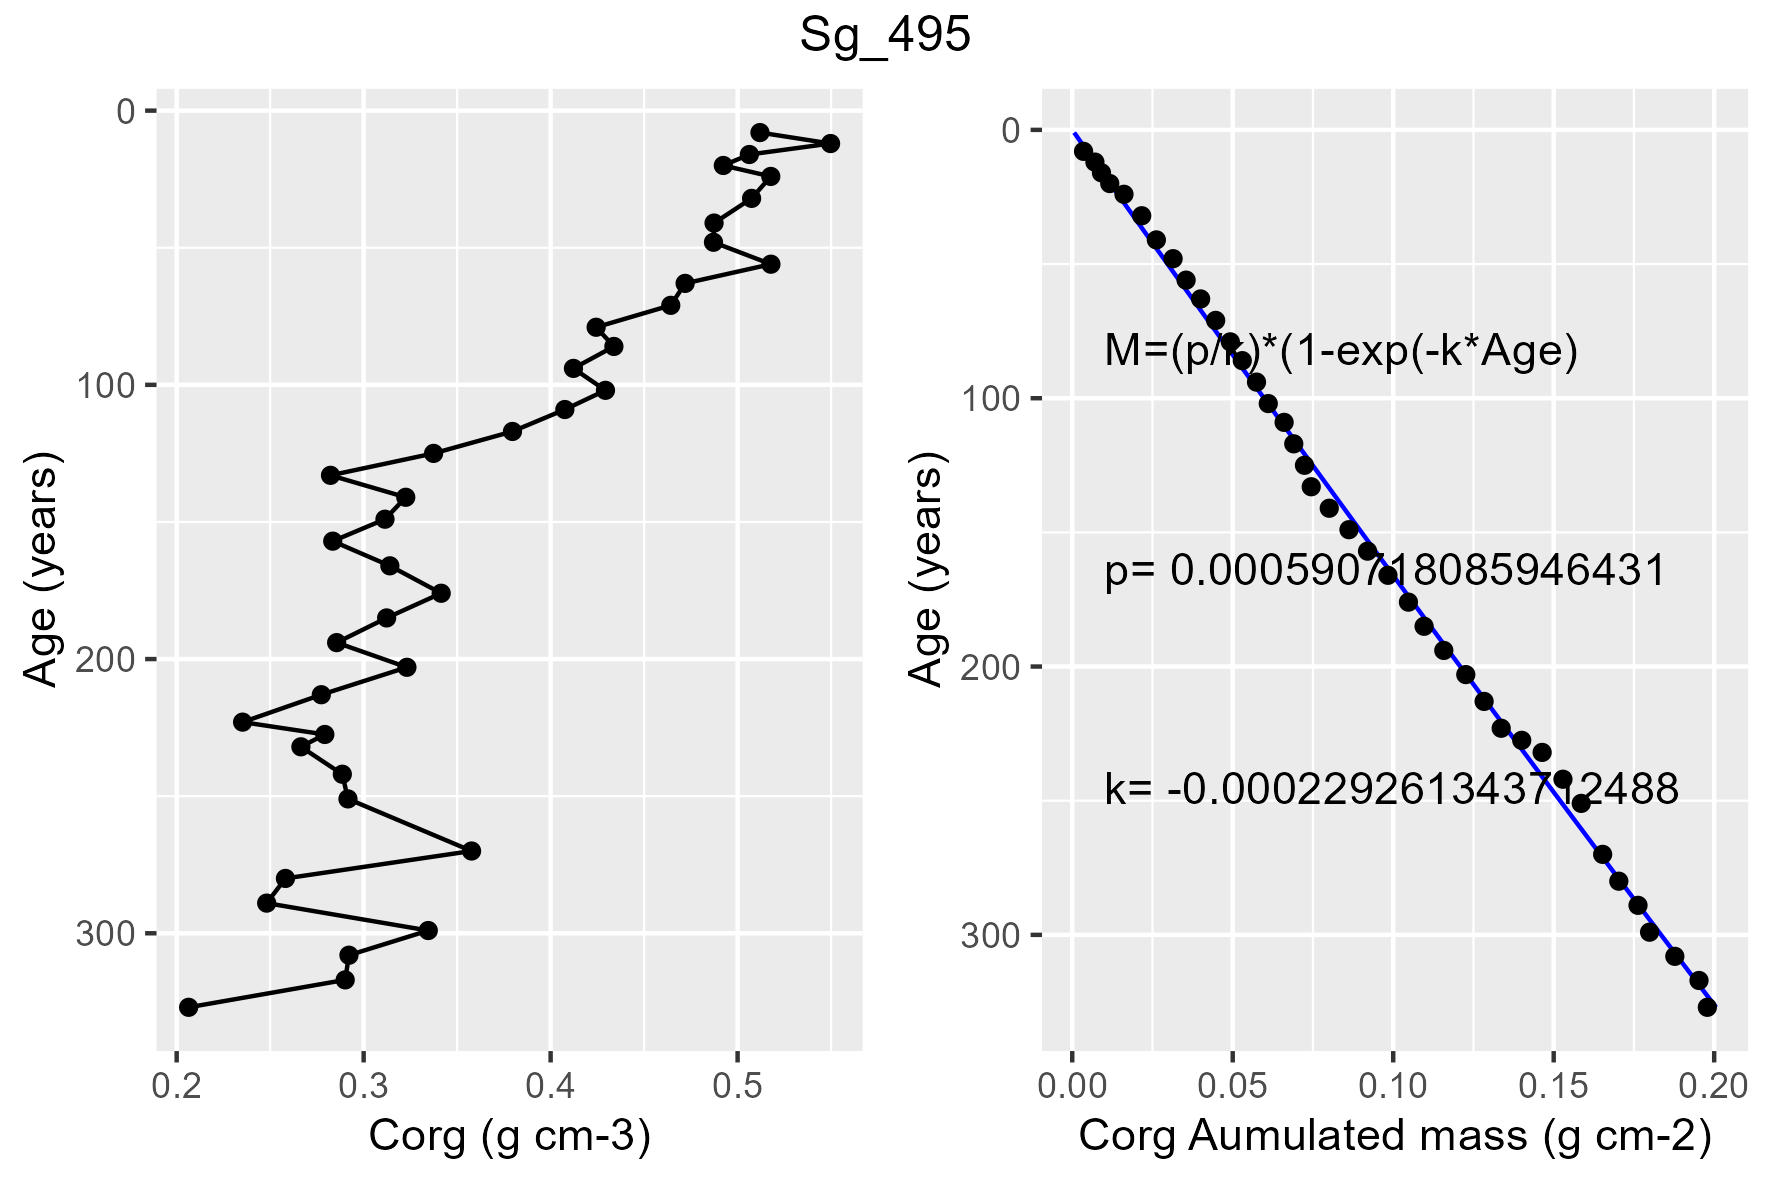 Sg_495
0
100
200
300
Age (years)
0.2 0.3 0.4 0.5
Corg (g cm-3)
0
100
200
300
Age (years)
M=(p/k)*(1-exp(-k*Age)
p= 0.000590718085946431
k= -0.000229261343712488
0.00 0.05 0.10 0.15 0.20
Corg Aumulated mass (g cm-2)